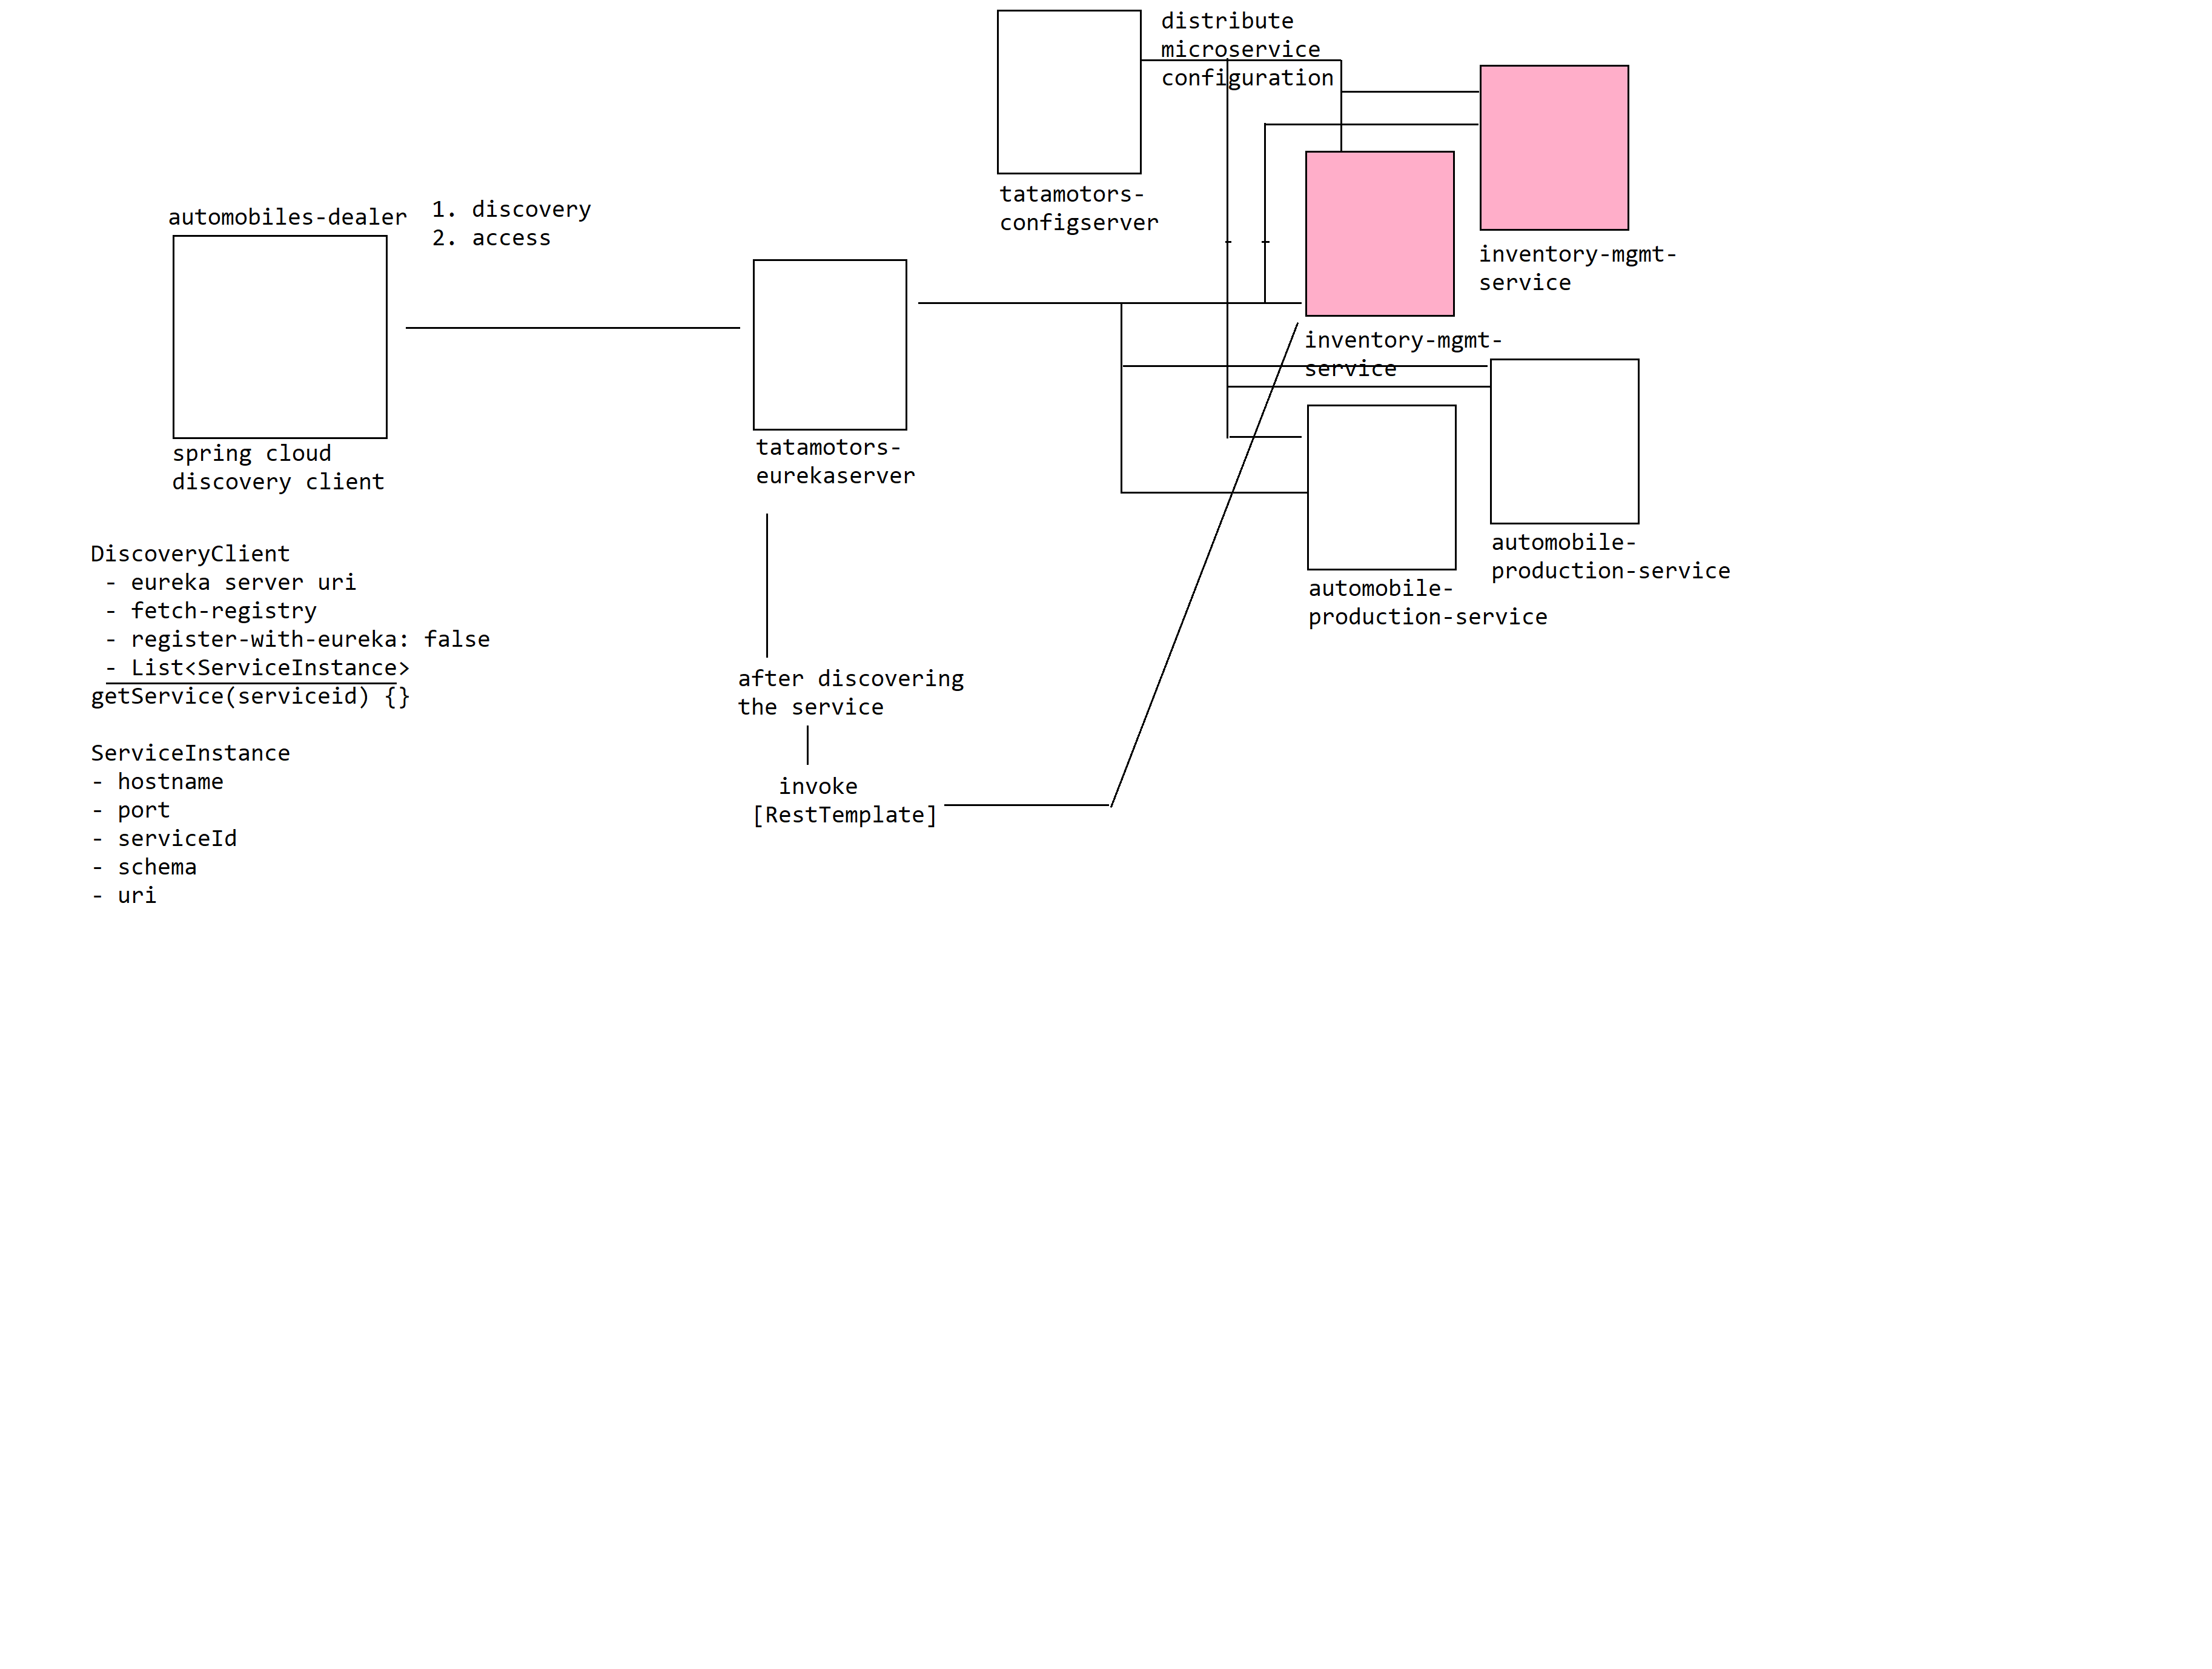 distribute
microservice
configuration
tatamotors-
configserver
automobiles-dealer
1. discovery
2. access
inventory-mgmt-
service
inventory-mgmt-
service
spring cloud
discovery client
tatamotors-
eurekaserver
automobile-
production-service
automobile-
production-service
DiscoveryClient
- eureka server uri
- fetch-registry
- register-with-eureka: false
- List<ServiceInstance>
getService(serviceid) {}
after discovering
the service
invoke
[RestTemplate]
ServiceInstance
- hostname
- port
- serviceId
- schema
- uri